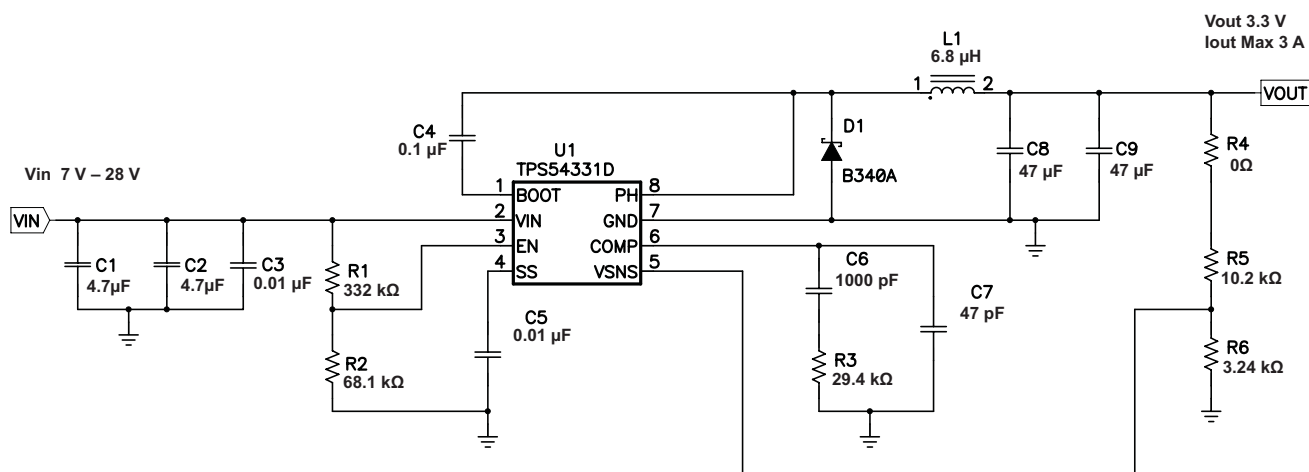 Vout 3.3 V
Iout Max 3 A
L1
6.8 µH
1 2
VOUT
C4
0.1 µF
D1
B340A
C8
47 µF
C9
47 µF
R4
0Ω
U1
TPS54331D
Vin 7 V – 28 V
1 BOOT PH 8
VIN
2 VIN GND 7
3 EN COMP 6
4 SS VSNS 5
C1
4.7µF
C2
4.7µF
C3
0.01 µF
R1
332 kΩ
C6
1000 pF
C7
47 pF
R5
10.2 kΩ
C5
0.01 µF
R2
68.1 kΩ
R3
29.4 kΩ
R6
3.24 kΩ